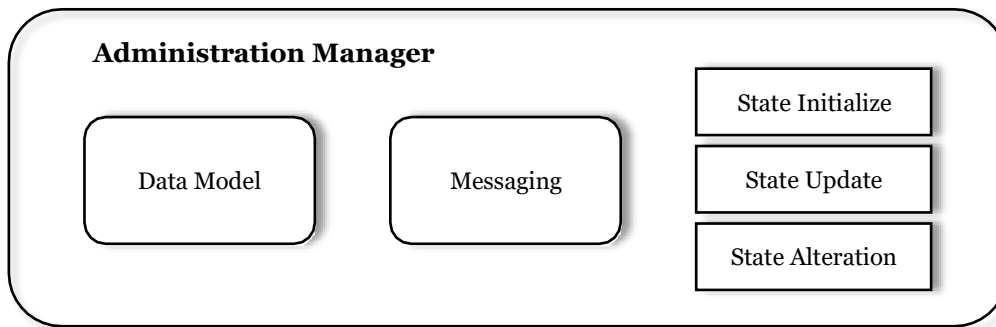 Administration Manager
State Initialize
Data Model
Messaging
State Update
State Alteration